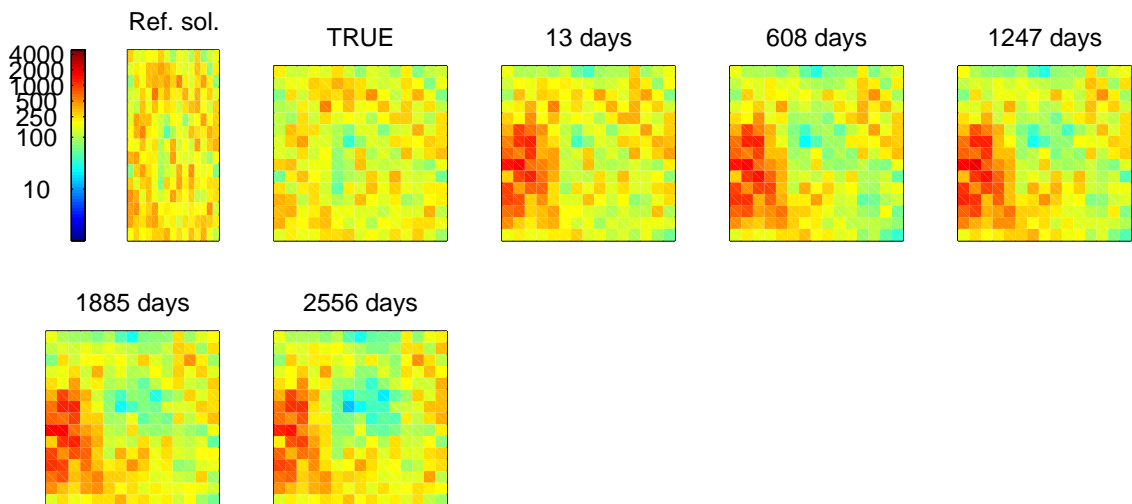 Ref. sol.
TRUE
13 days
608 days
1247 days
4000
2000
1000
500
250
100
10
1885 days
2556 days